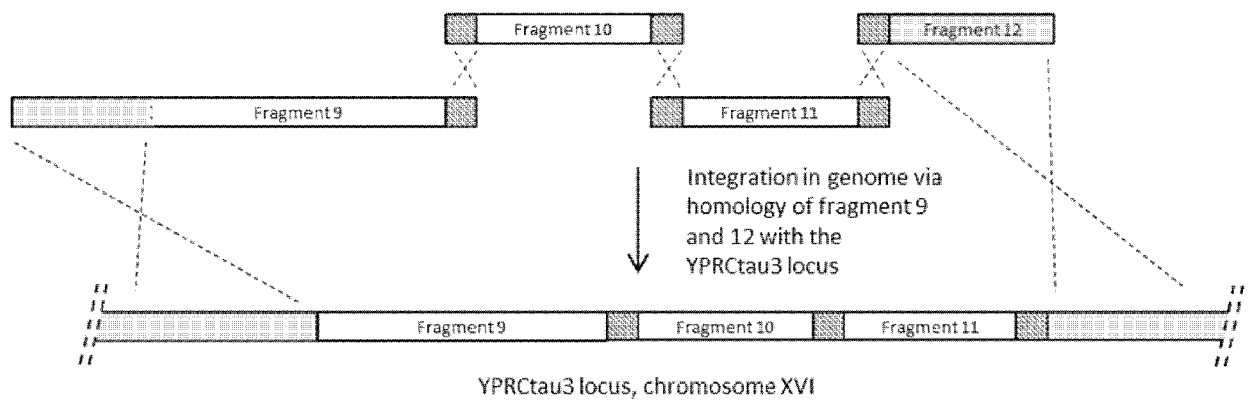 Fragment 10
Fragment 12
Fragment 9
Fragment 11
Integration in genome via
homology of fragment 9
and 12 with the
YPRCtau3 locus
Fragment 9
Fragment 10
Fragment 11
YPRCtau3 locus, chromosome XVI